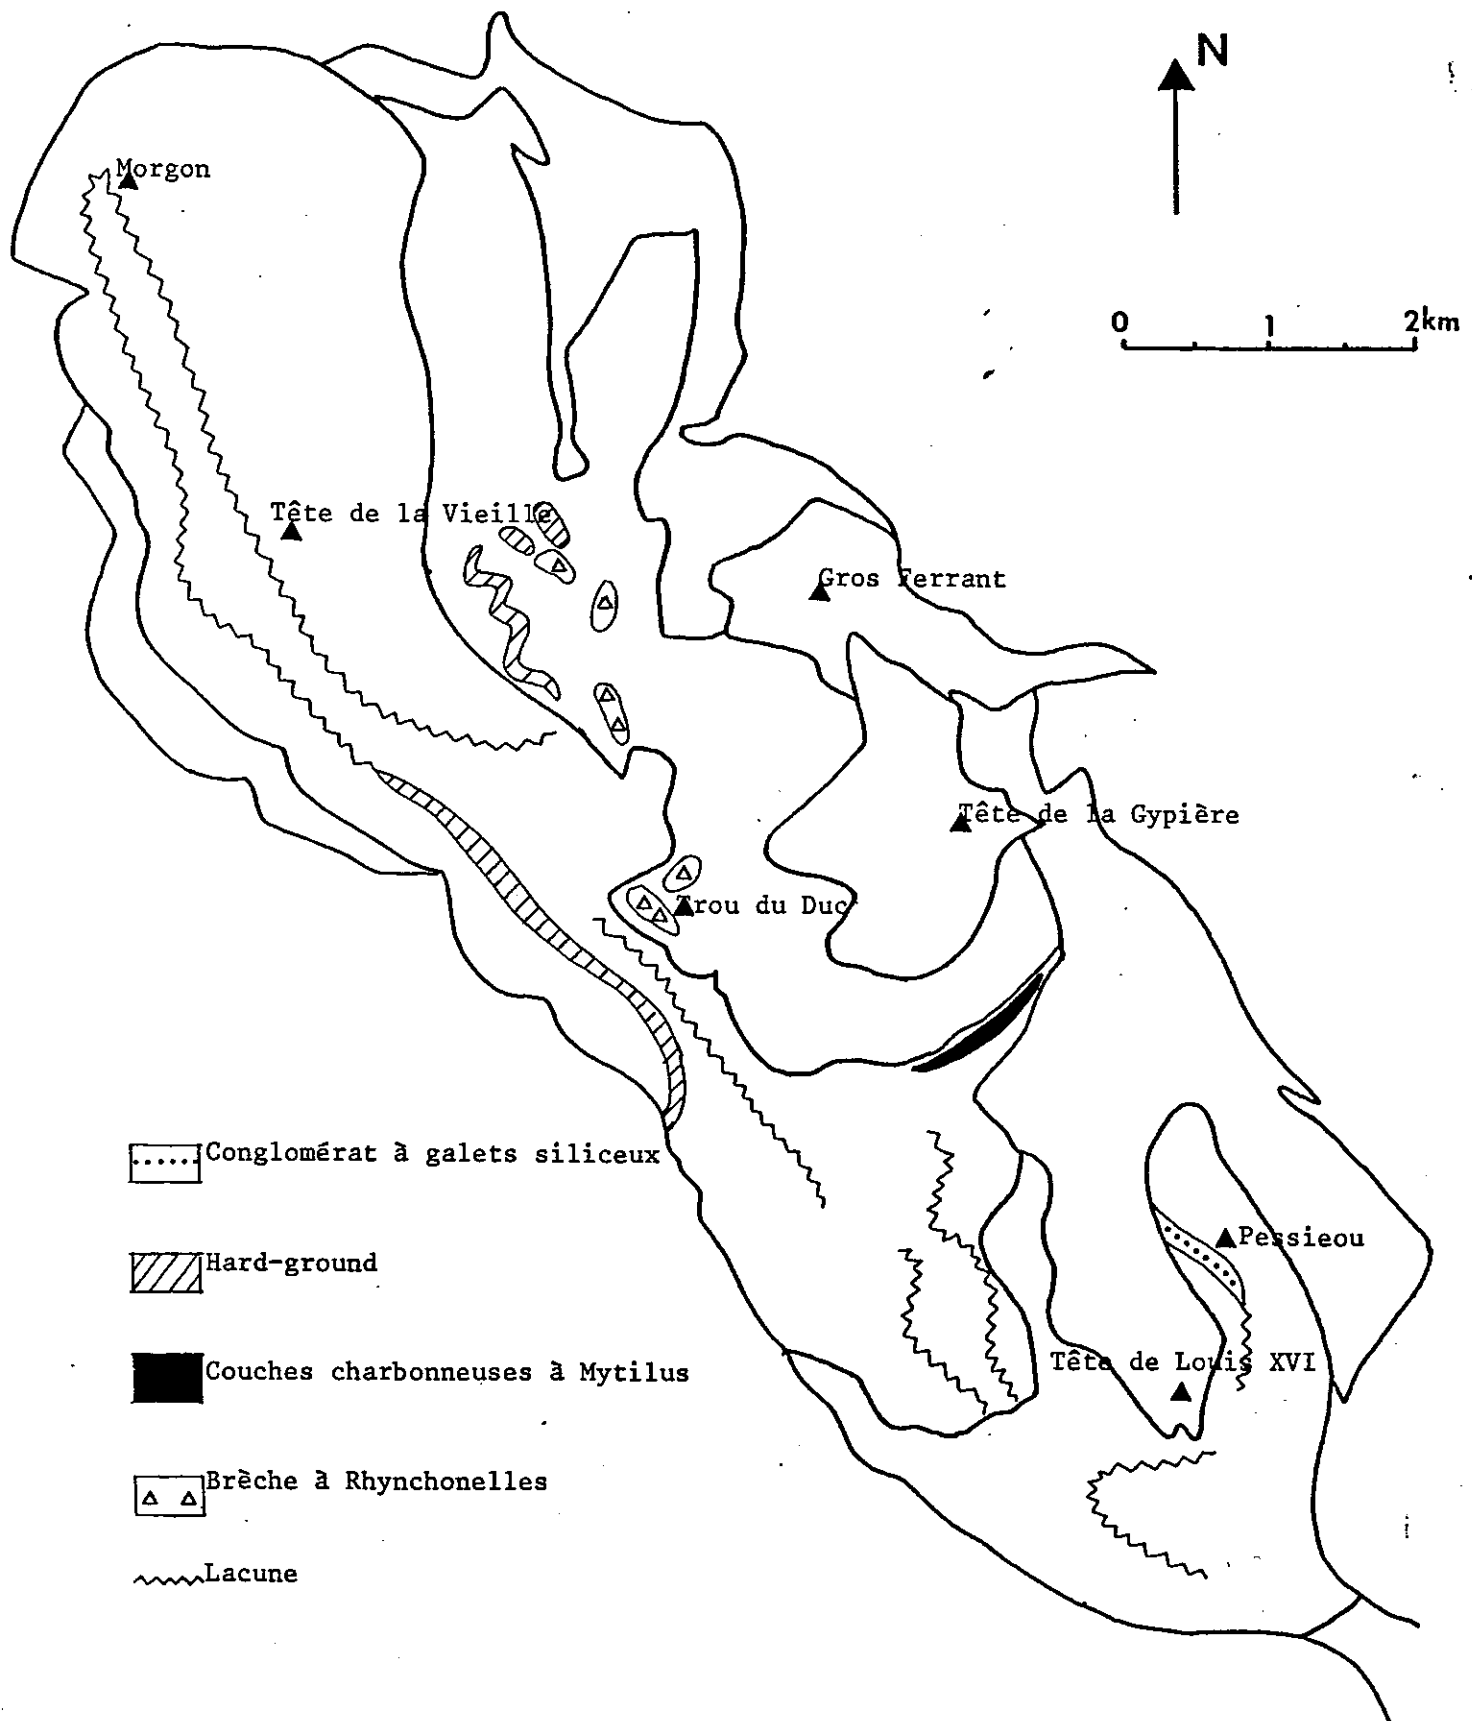 N
Morgon
0 1 2km
Tête de la Vieille
Gros Ferrant
Tête de la Gypière
Trou du Duc
Conglomérat à galets siliceux
Pessieou
Hard-ground
Tête de Louis XVI
Couches charbonneuses à Mytilus
Brèche à Rhynchonelles
Lacune